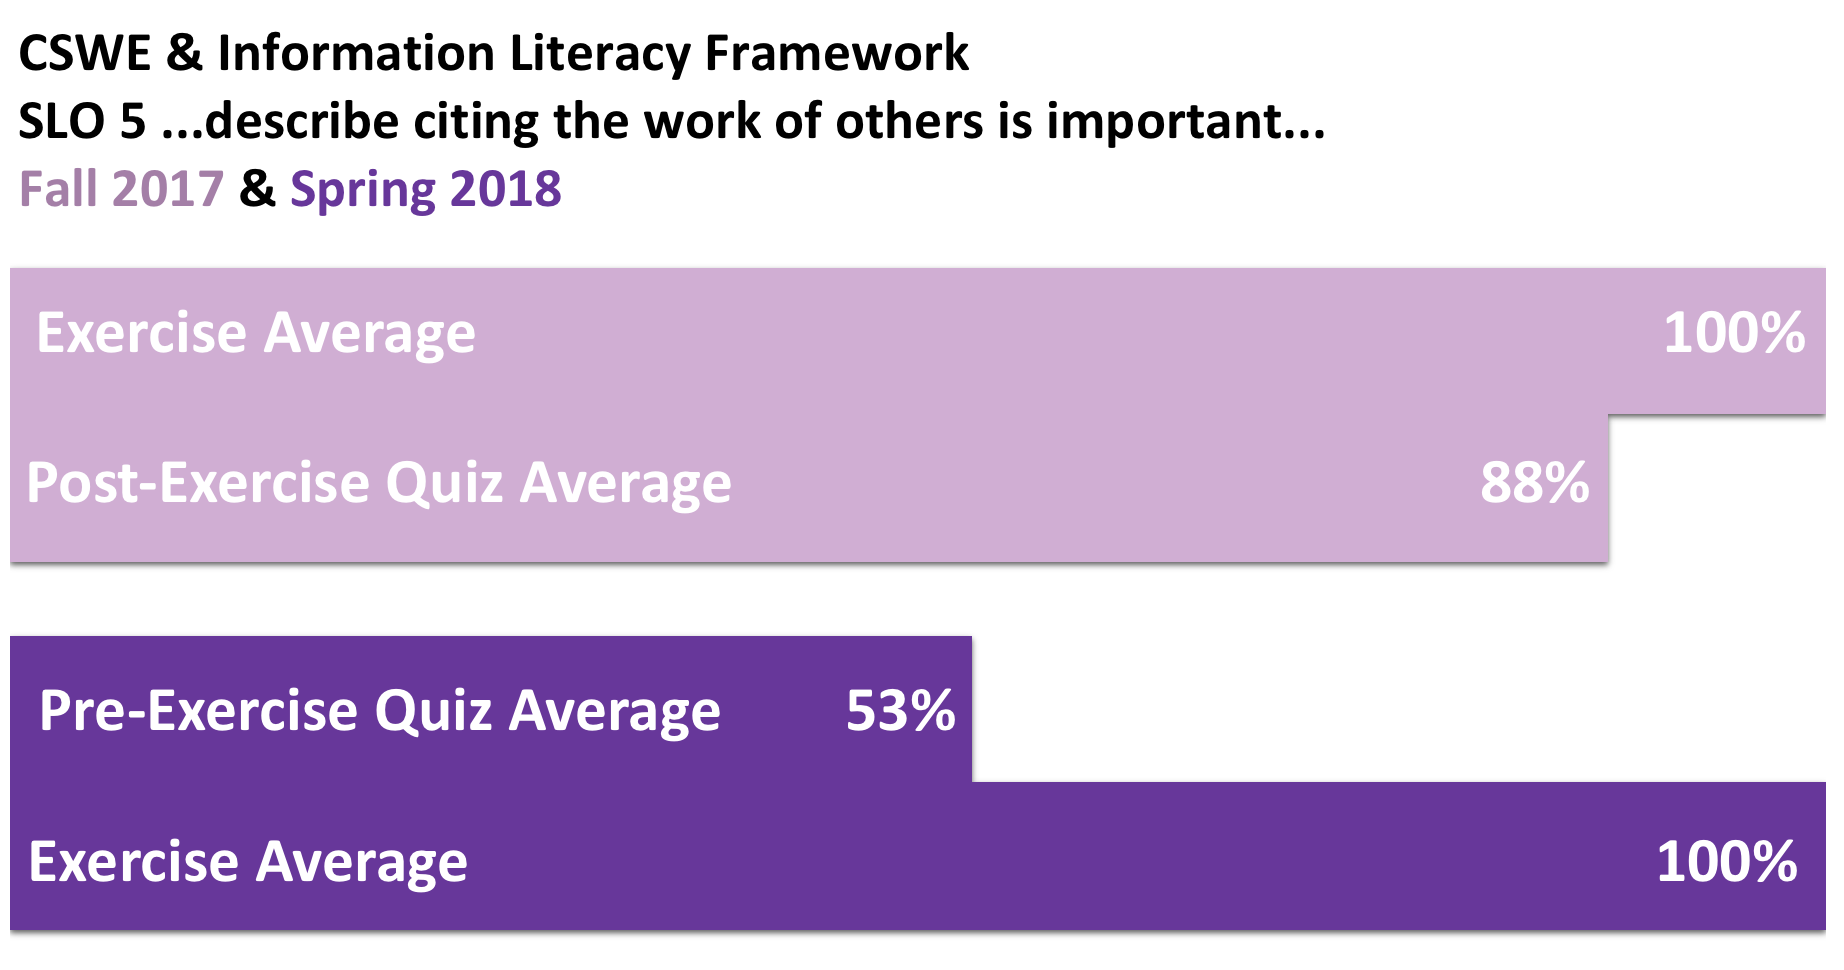 CSWE & Information Literacy Framework
SLO 5 ...describe citing the work of others is important...
Fall 2017 & Spring 2018
Exercise Average 100%
Post-Exercise Quiz Average 88%
Pre-Exercise Quiz Average 53%
Exercise Average 100%